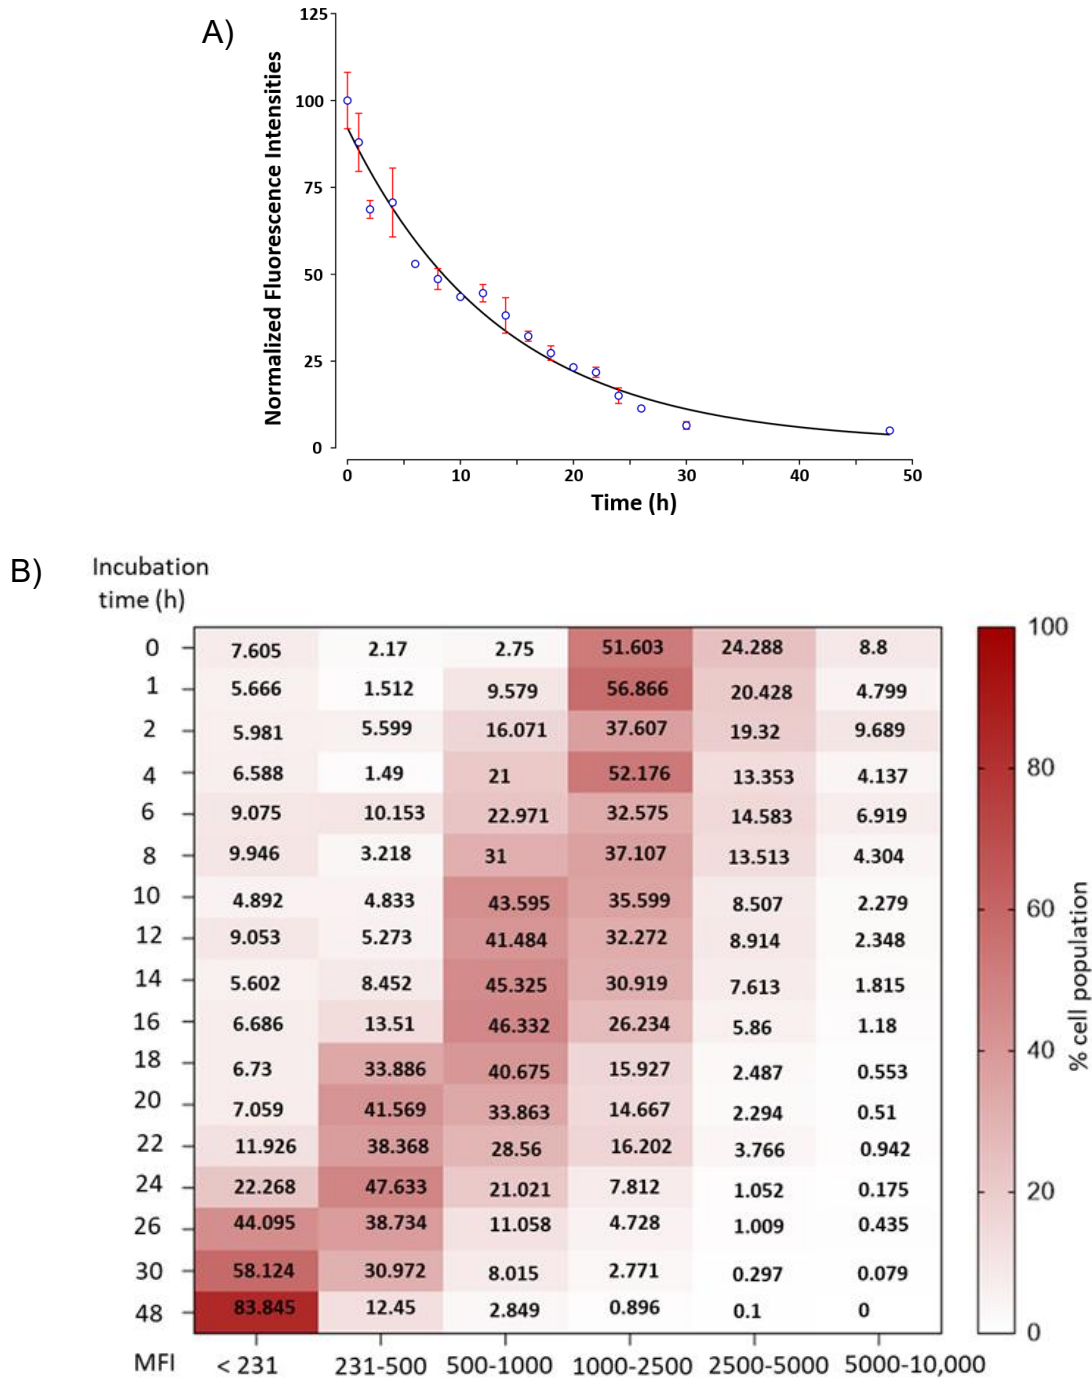 A)
125
100
75
50
25
0
Normalized Fluorescence Intensities
0 10 20 30 40 50
Time (h)
B)
Incubation
time (h)
0 7.605 2.17 2.75 51.603 24.288 8.8
1 5.666 1.512 9.579 56.866 20.428 4.799
2 5.981 5.599 16.071 37.607 19.32 9.689
4 6.588 1.49 21 52.176 13.353 4.137
6 9.075 10.153 22.971 32.575 14.583 6.919
8 9.946 3.218 31 37.107 13.513 4.304
10 4.892 4.833 43.595 35.599 8.507 2.279
12 9.053 5.273 41.484 32.272 8.914 2.348
14 5.602 8.452 45.325 30.919 7.613 1.815
16 6.686 13.51 46.332 26.234 5.86 1.18
18 6.73 33.886 40.675 15.927 2.487 0.553
20 7.059 41.569 33.863 14.667 2.294 0.51
22 11.926 38.368 28.56 16.202 3.766 0.942
24 22.268 47.633 21.021 7.812 1.052 0.175
26 44.095 38.734 11.058 4.728 1.009 0.435
30 58.124 30.972 8.015 2.771 0.297 0.079
48 83.845 12.45 2.849 0.896 0.1 0
MFI < 231 231-500 500-1000 1000-2500 2500-5000 5000-10,000
100
80
60
40
20
0
% cell population